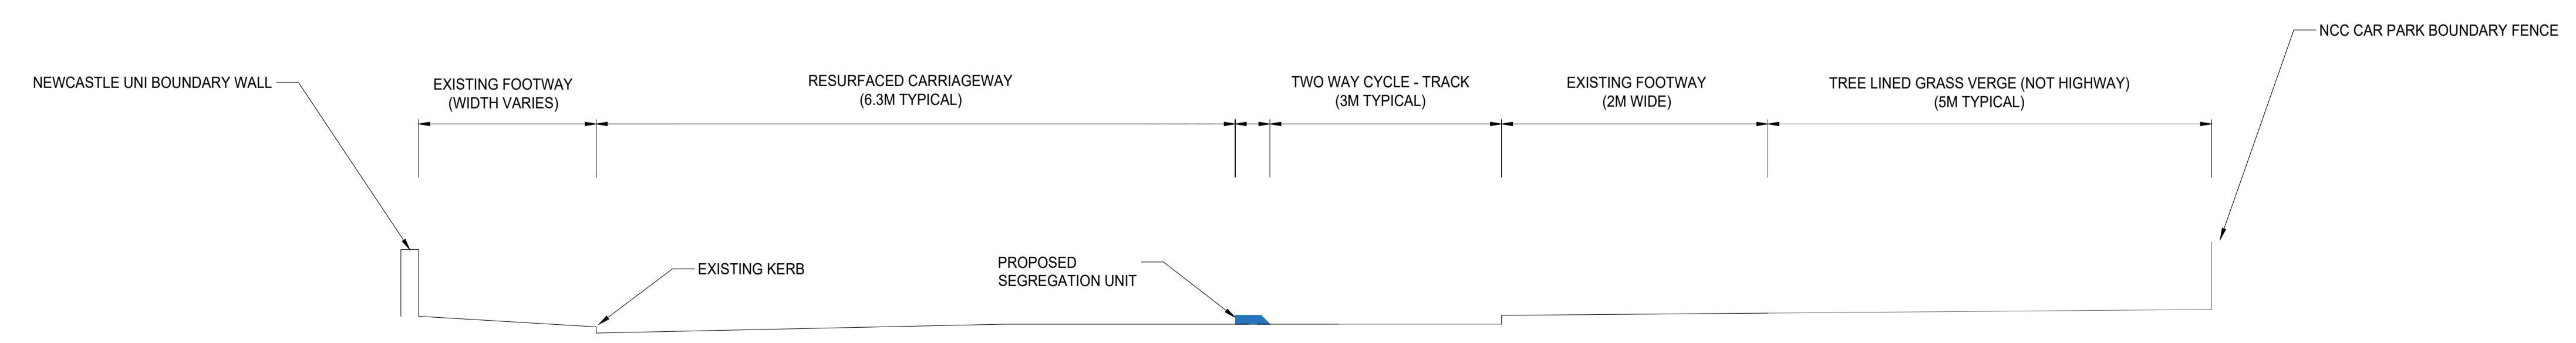 NEWCASTLE UNI BOUNDARY WALL
EXISTING FOOTWAY
(WIDTH VARIES)
RESURFACED CARRIAGEWAY
(6.3M TYPICAL)
TWO WAY CYCLE - TRACK
(3M TYPICAL)
EXISTING FOOTWAY
(2M WIDE)
TREE LINED GRASS VERGE (NOT HIGHWAY)
(5M TYPICAL)
NCC CAR PARK BOUNDARY FENCE
EXISTING KERB
PROPOSED
SEGREGATION UNIT